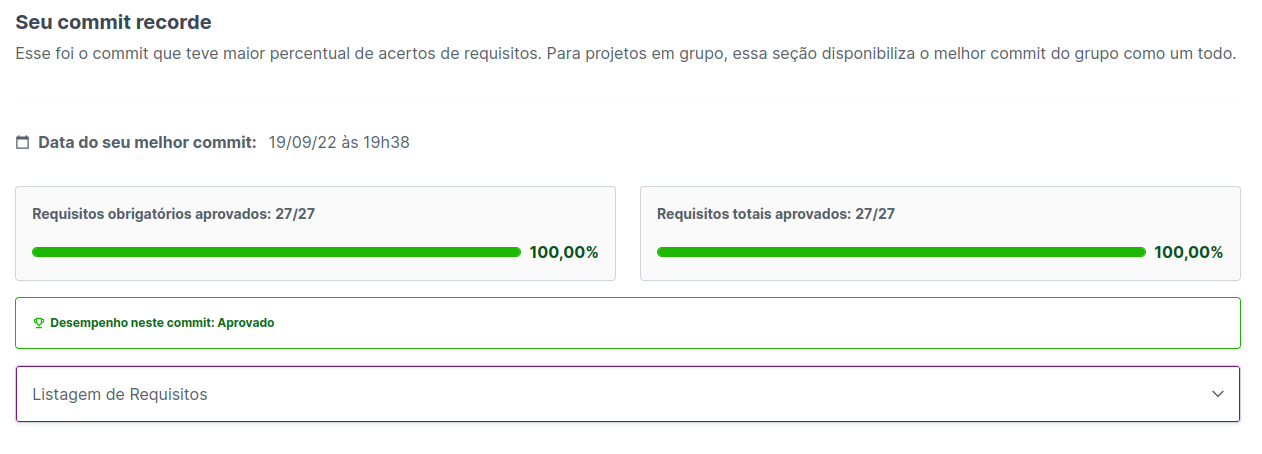 Seu commit recorde
Esse foi o commit que teve maior percentual de acertos de requisitos. Para projetos em grupo, essa seção disponibiliza o melhor commit do grupo como um todo.
Data do seu melhor commit: 19/09/22 às 19h38
Requisitos obrigatórios aprovados: 27/27
100,00%
Requisitos totais aprovados: 27/27
100,00%
Desempenho neste commit: Aprovado
Listagem de Requisitos